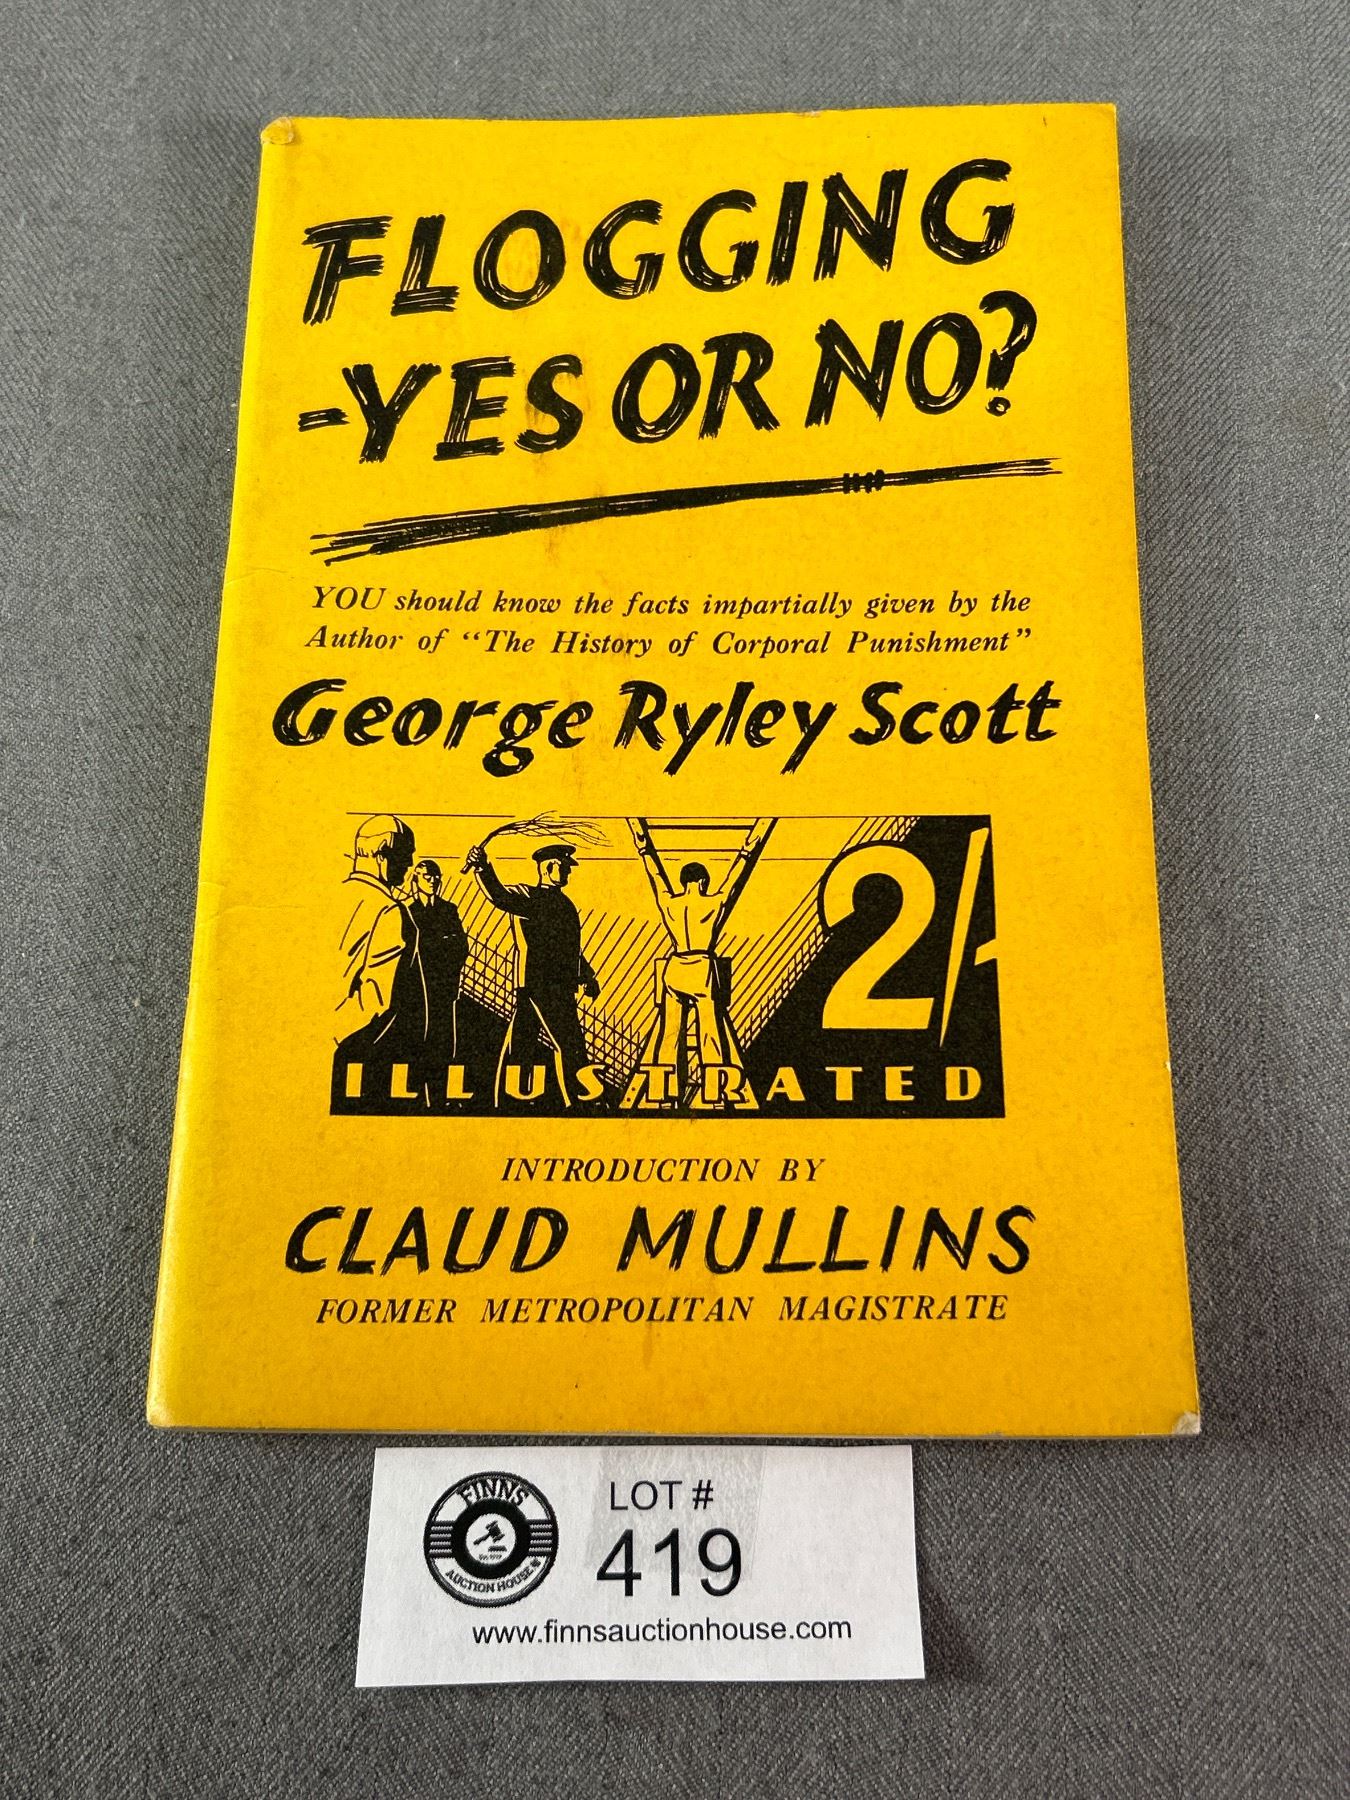 FLOGGING
-YES OR NO?
YOU should know the facts impartially given by the
Author of “The History of Corporal Punishment”
George Ryley Scott
2/-
ILLUSTRATED
INTRODUCTION BY
CLAUD MULLINS
FORMER METROPOLITAN MAGISTRATE
FINNS
AUCTION HOUSE
LOT #
419
www.finnsauctionhouse.com